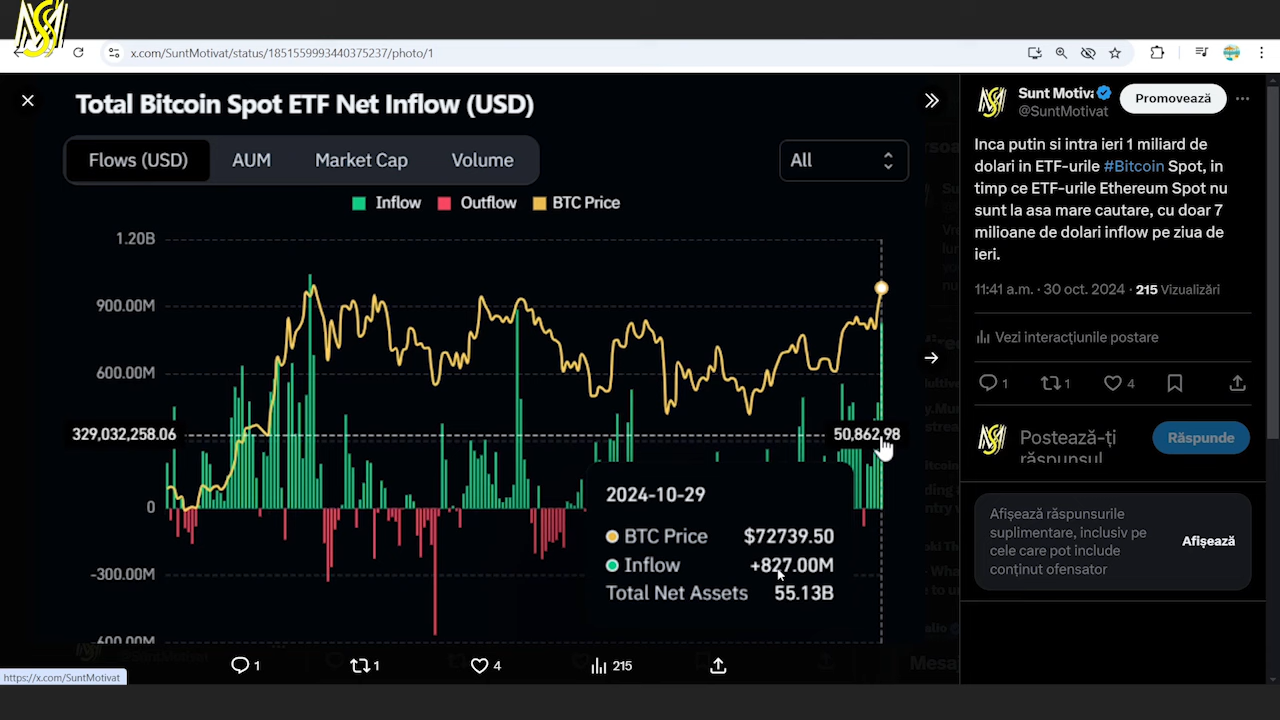 x.com/SuntMotivat/status/1851559993440375237/photo/1
Total Bitcoin Spot ETF Net Inflow (USD)
Flows (USD) AUM Market Cap Volume
All
Inflow Outflow BTC Price
1.20B
900.00M
600.00M
329,032,258.06
50,862.98
0
-300.00M
-600.00M
2024-10-29
BTC Price $72739.50
Inflow +827.00M
Total Net Assets 55.13B
1 1 4 215
https://x.com/SuntMotivat
Sunt Motiva
@SuntMotivat
Promovează
Inca putin si intra ieri 1 miliard de
dolari in ETF-urile #Bitcoin Spot, in
timp ce ETF-urile Ethereum Spot nu
sunt la asa mare cautare, cu doar 7
milioane de dolari inflow pe ziua de
ieri.
11:41 a.m. · 30 oct. 2024 · 215 Vizualizări
Vezi interacțiunile postare
1 1 4
Postează-ți
răspunsul
Răspunde
Afișează răspunsurile
suplimentare, inclusiv pe
cele care pot include
conținut ofensator
Afișează